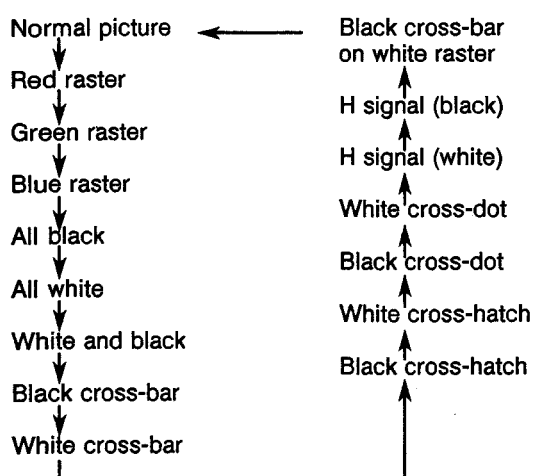 Normal picture
Red raster
Green raster
Blue raster
All black
All white
White and black
Black cross-bar
White cross-bar
Black cross-bar
on white raster
H signal (black)
H signal (white)
White cross-dot
Black cross-dot
White cross-hatch
Black cross-hatch